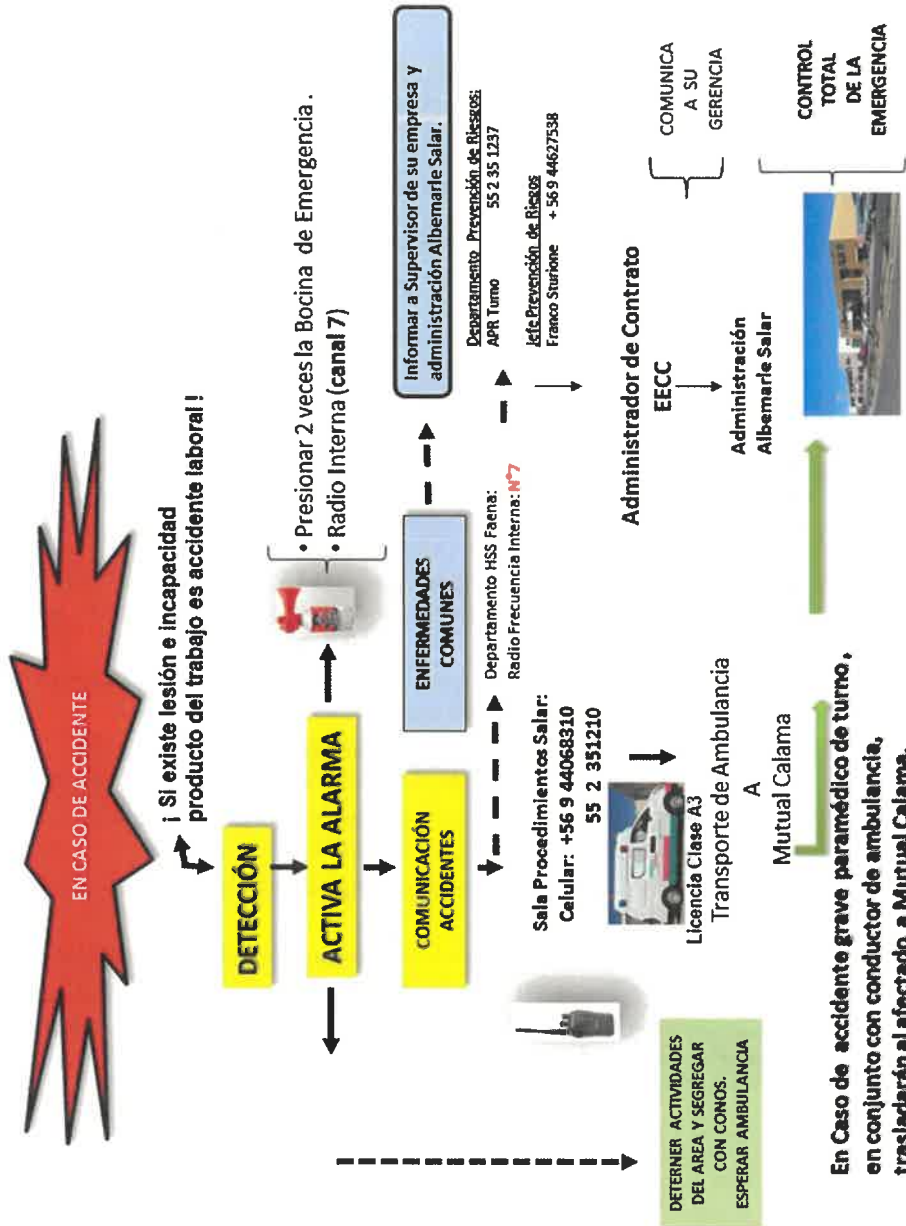 EN CASO DE ACCIDENTE
¡ Si existe lesión e incapacidad
producto del trabajo es accidente laboral !
DETECCIÓN
ACTIVA LA ALARMA
• Presionar 2 veces la Bocina de Emergencia .
• Radio Interna (canal 7)
COMUNICACIÓN
ACCIDENTES
ENFERMEDADES
COMUNES
Informar a Supervisor de su empresa y
administración Albemarle Salar.
Departamento Prevención de Riesgos:
APR Turno 55 2 35 1237
Jefe Prevención de Riegos
Franco Sturione + 56 9 44627538
Departamento HSS Faena:
Radio Frecuencia Interna: N°7
Sala Procedimientos Salar:
Celular: +56 9 44068310
55 2 351210
Licencia Clase A3
Transporte de Ambulancia
A
Mutual Calama
Administrador de Contrato
EECC
Administración
Albemarle Salar
COMUNICA
A SU
GERENCIA
CONTROL
TOTAL
DE LA
EMERGENCIA
DETERNER ACTIVIDADES
DEL AREA Y SEGREGAR
CON CONOS.
ESPERAR AMBULANCIA
En Caso de accidente grave paramédico de turno ,
en conjunto con conductor de ambulancia,
trasladarán al afectado a Mutual Calama.